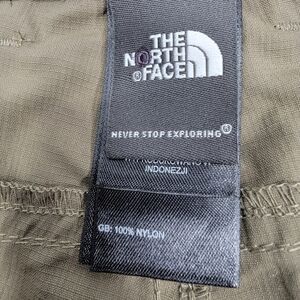 THE
NORTH
FACE
®
NEVER STOP EXPLORING®
INDONEZJI
GB: 100% NYLON